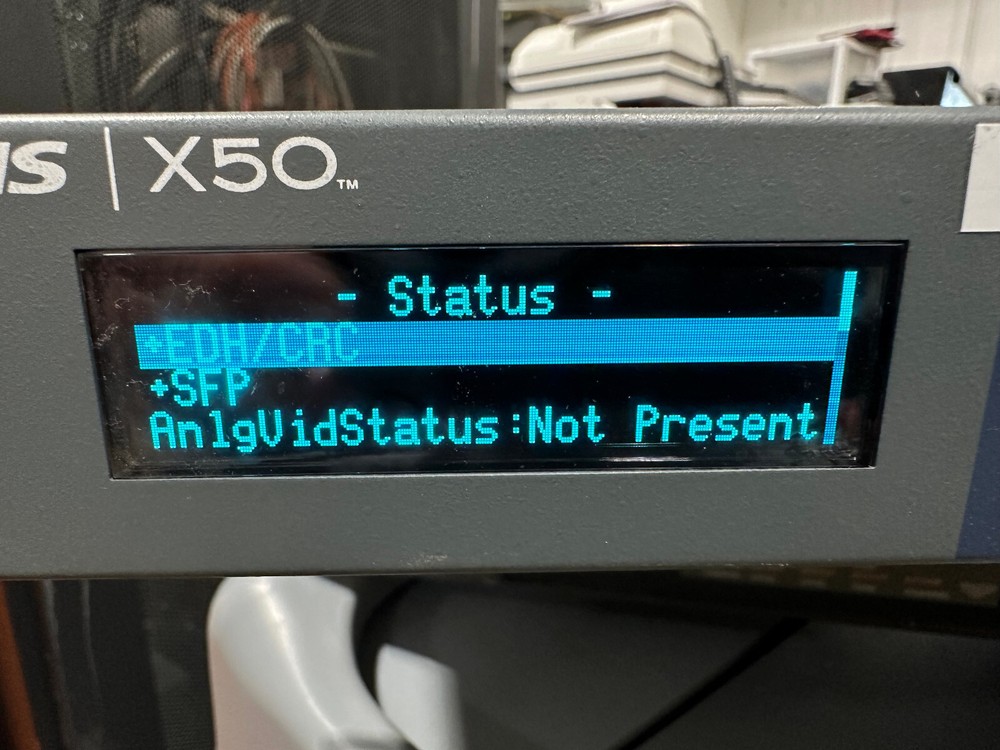 IS | X50™
- Status -
+EDH/CRC
+SFP
AnlgVidStatus:Not Present